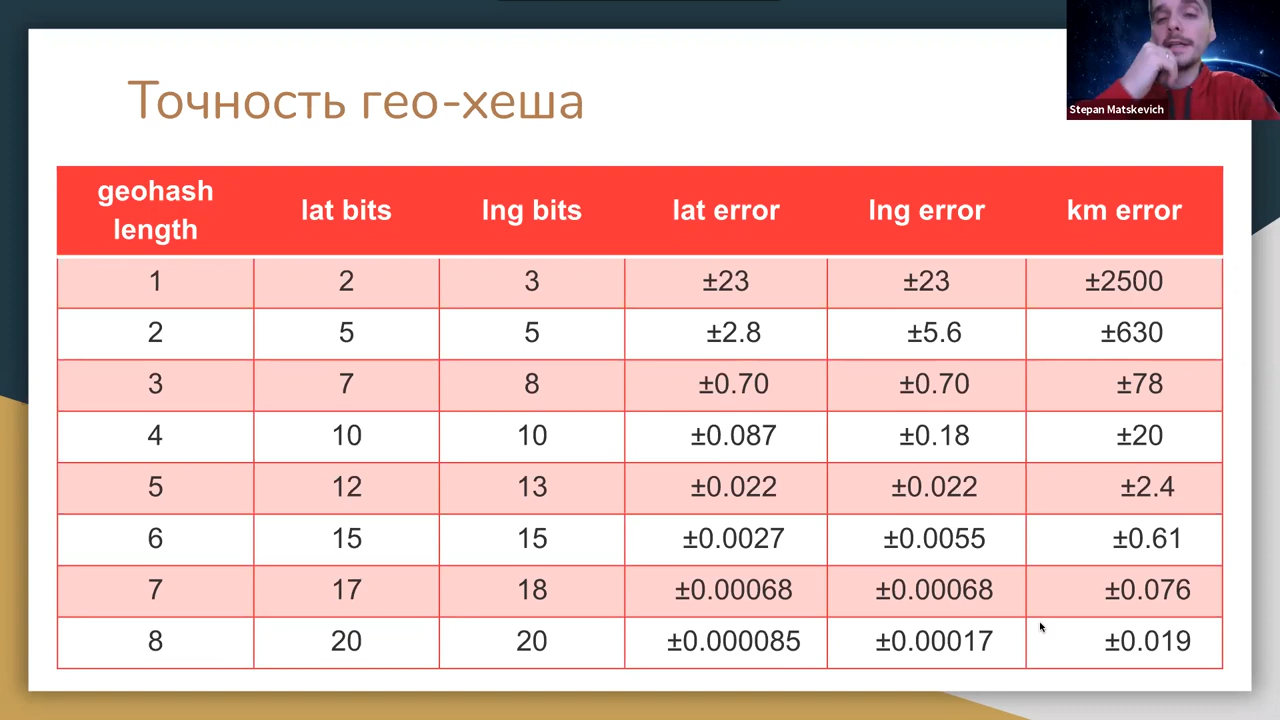 Точность гео-хеша
Stepan Matskevich
geohash length lat bits lng bits lat error lng error km error
1 2 3 ±23 ±23 ±2500
2 5 5 ±2.8 ±5.6 ±630
3 7 8 ±0.70 ±0.70 ±78
4 10 10 ±0.087 ±0.18 ±20
5 12 13 ±0.022 ±0.022 ±2.4
6 15 15 ±0.0027 ±0.0055 ±0.61
7 17 18 ±0.00068 ±0.00068 ±0.076
8 20 20 ±0.000085 ±0.00017 ±0.019